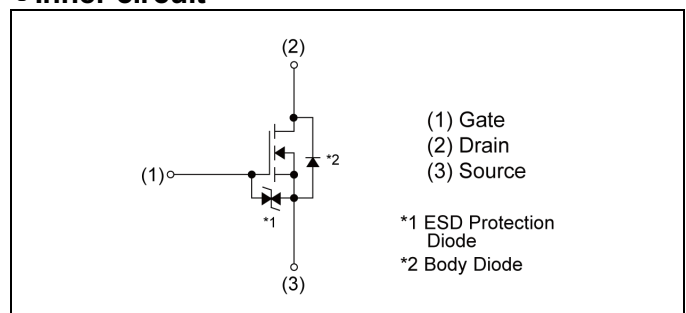 Inner circuit
(2)
(1)
*2
*1
(3)
(1) Gate
(2) Drain
(3) Source
*1 ESD Protection
Diode
*2 Body Diode